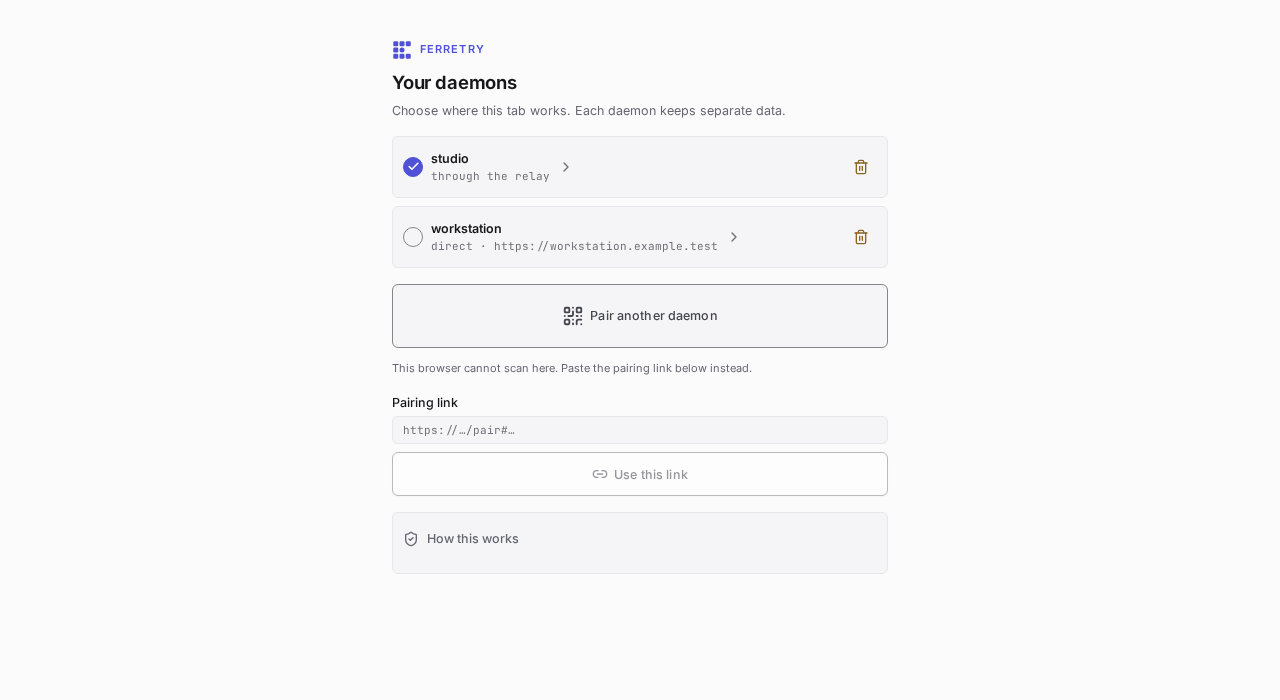 FERRETRY
Your daemons
Choose where this tab works. Each daemon keeps separate data.
studio
through the relay
workstation
direct · https://workstation.example.test
Pair another daemon
This browser cannot scan here. Paste the pairing link below instead.
Pairing link
https://…/pair#…
Use this link
How this works